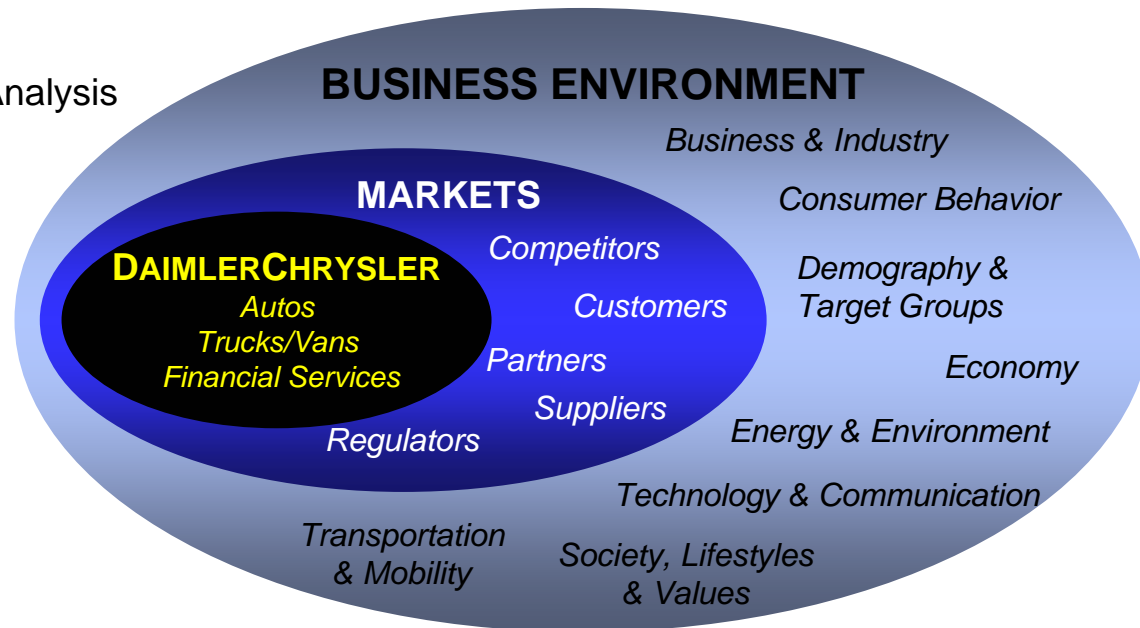 Analysis
BUSINESS ENVIRONMENT
Business & Industry
MARKETS
Consumer Behavior
Competitors
DAIMLERCHRYSLER
Demography &
Target Groups
Autos
Customers
Trucks/Vans
Partners
Economy
Financial Services
Suppliers
Regulators
Energy & Environment
Technology & Communication
Transportation
& Mobility
Society, Lifestyles
& Values